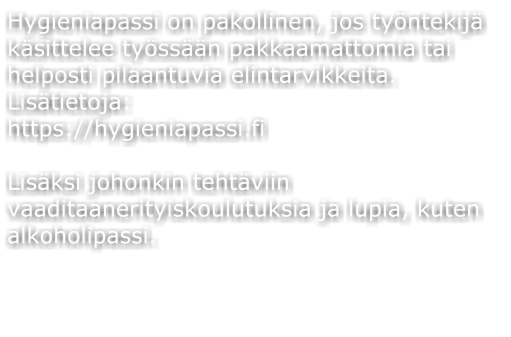 Hygieniapassi on pakollinen, jos työntekijä
käsittelee työssään pakkaamattomia tai
helposti pilaantuvia elintarvikkeita.
Lisätietoja:
https://hygieniapassi.fi
Lisäksi johonkin tehtäviin
vaaditaanerityiskoulutuksia ja lupia, kuten
alkoholipassi.